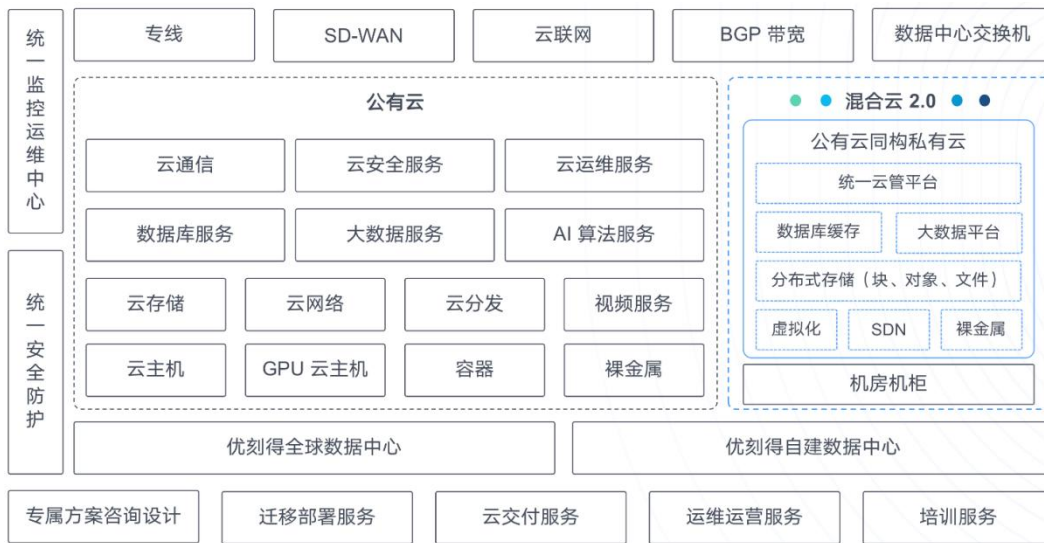 统一监控运维中心
统一安全防护
专线
SD-WAN
云联网
BGP 带宽
数据中心交换机
公有云
云通信
云安全服务
云运维服务
数据库服务
大数据服务
AI 算法服务
云存储
云网络
云分发
视频服务
云主机
GPU 云主机
容器
裸金属
混合云 2.0
公有云同构私有云
统一云管平台
数据库缓存
大数据平台
分布式存储（块、对象、文件）
虚拟化
SDN
裸金属
机房机柜
优刻得全球数据中心
优刻得自建数据中心
专属方案咨询设计
迁移部署服务
云交付服务
运维运营服务
培训服务